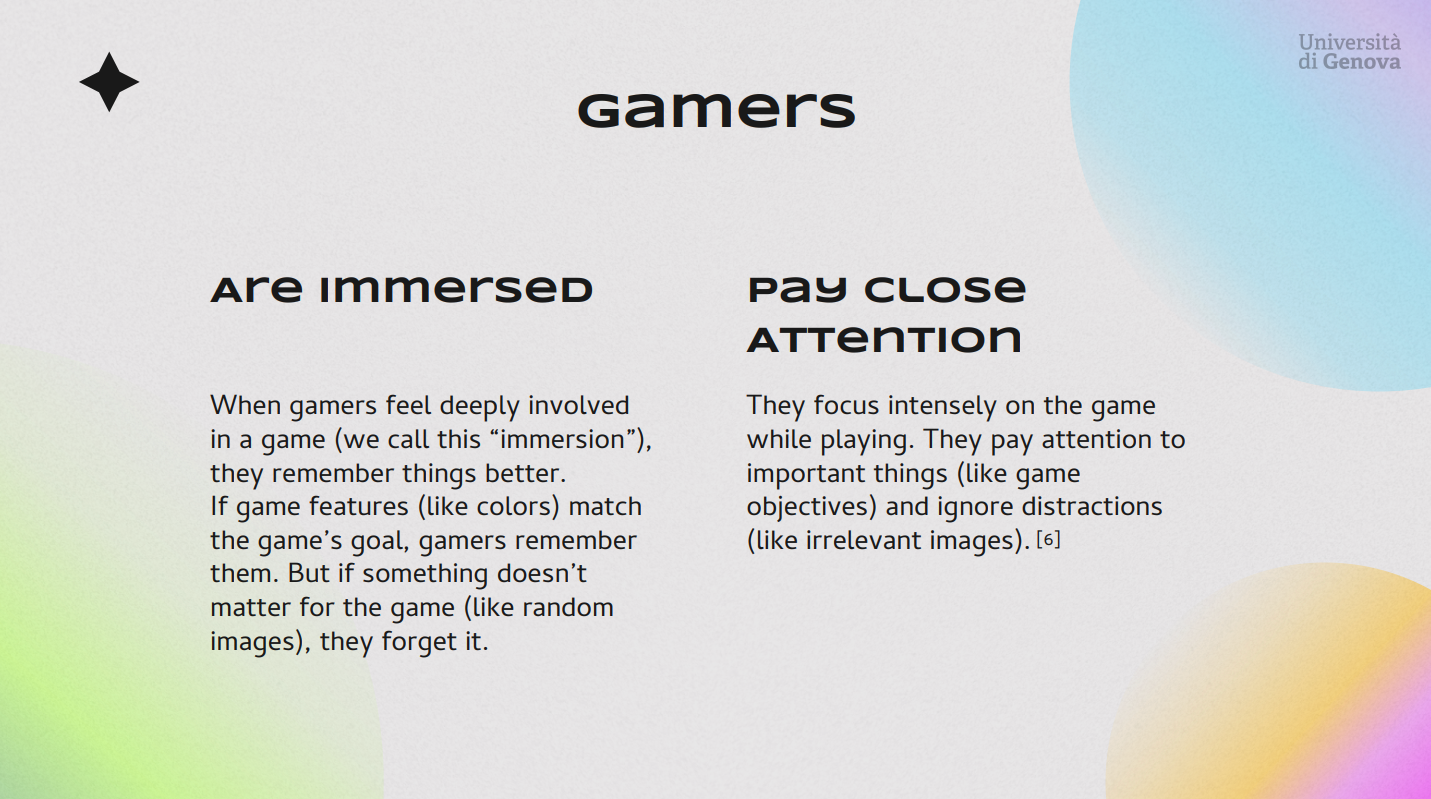 Università
di Genova
Gamers
Are Immersed
When gamers feel deeply involved
in a game (we call this “immersion”),
they remember things better.
If game features (like colors) match
the game’s goal, gamers remember
them. But if something doesn’t
matter for the game (like random
images), they forget it.
Pay Close
Attention
They focus intensely on the game
while playing. They pay attention to
important things (like game
objectives) and ignore distractions
(like irrelevant images). [6]